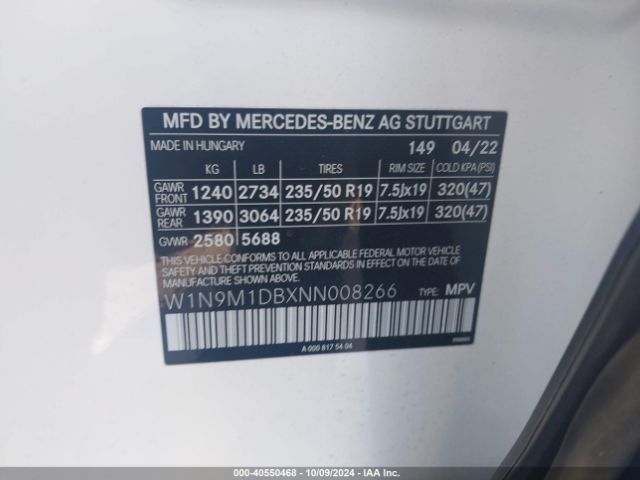 MFD BY MERCEDES-BENZ AG STUTTGART
MADE IN HUNGARY 149 04/22
KG LB TIRES RIM SIZE COLD KPA (PSI)
GAWR FRONT 1240 2734 235/50 R19 7.5Jx19 320(47)
GAWR REAR 1390 3064 235/50 R19 7.5Jx19 320(47)
GVWR 2580 5688
THIS VEHICLE CONFORMS TO ALL APPLICABLE FEDERAL MOTOR VEHICLE
SAFETY AND THEFT PREVENTION STANDARDS IN EFFECT ON THE
DATE OF MANUFACTURE SHOWN ABOVE.
W1N9M1DBXNN008266 TYPE: MPV
A 000 817 54 04
000-40550468 - 10/09/2024 - IAA Inc.